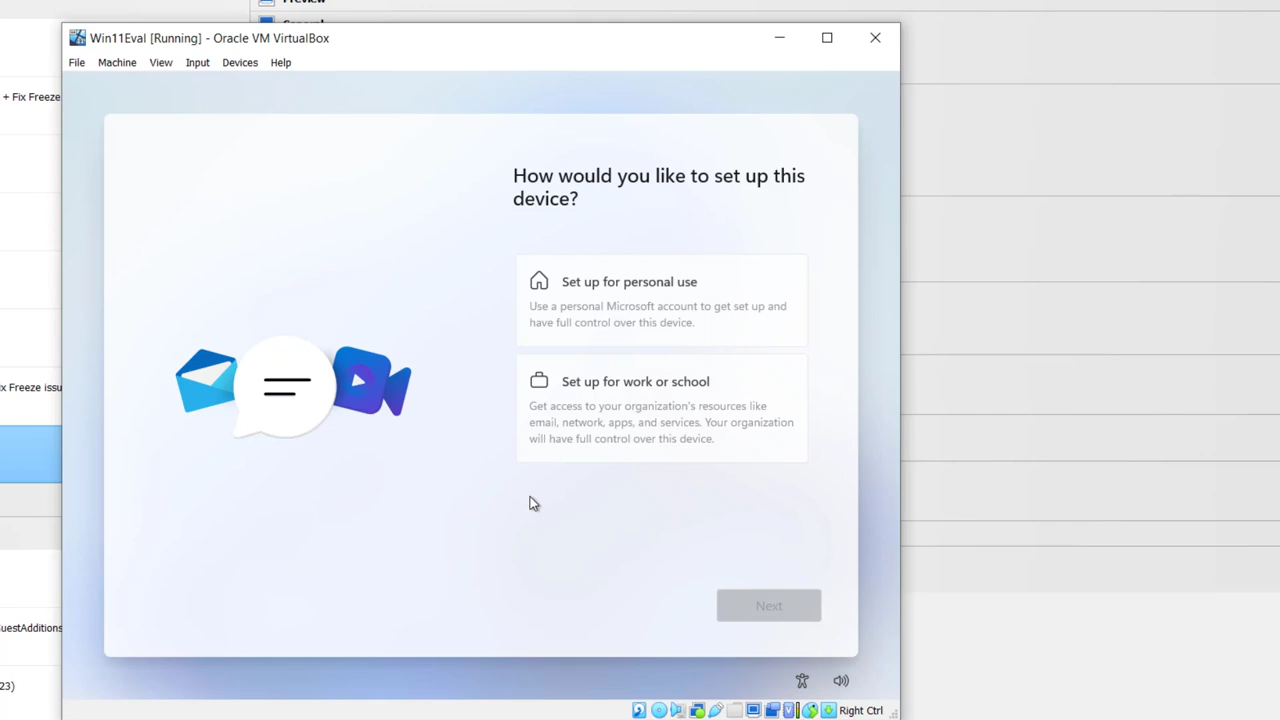 Preview
General
Win11Eval [Running] - Oracle VM VirtualBox
File Machine View Input Devices Help
+ Fix Freeze
How would you like to set up this
device?
Set up for personal use
Use a personal Microsoft account to get set up and
have full control over this device.
ix Freeze issu
Set up for work or school
Get access to your organization's resources like
email, network, apps, and services. Your organization
will have full control over this device.
Next
uestAdditions
23)
Right Ctrl